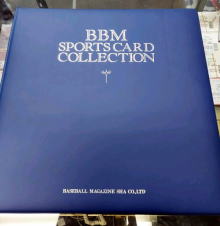 BBM
SPORTS CARD
COLLECTION
BASEBALL MAGAZINE SHA CO.,LTD